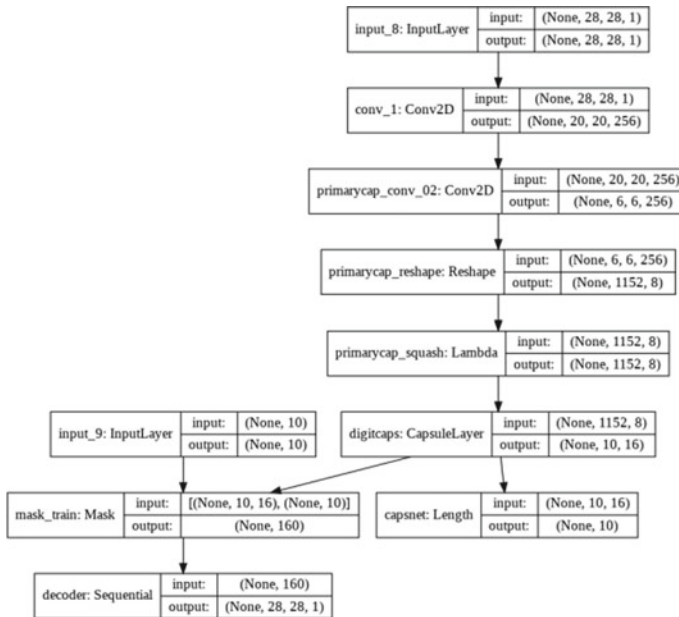 input_8: InputLayer input: (None, 28, 28, 1)
output: (None, 28, 28, 1)
conv_1: Conv2D input: (None, 28, 28, 1)
output: (None, 20, 20, 256)
primarycap_conv_02: Conv2D input: (None, 20, 20, 256)
output: (None, 6, 6, 256)
primarycap_reshape: Reshape input: (None, 6, 6, 256)
output: (None, 1152, 8)
primarycap_squash: Lambda input: (None, 1152, 8)
output: (None, 1152, 8)
input_9: InputLayer input: (None, 10)
output: (None, 10)
digitcaps: CapsuleLayer input: (None, 1152, 8)
output: (None, 10, 16)
mask_train: Mask input: [(None, 10, 16), (None, 10)]
output: (None, 160)
capsnet: Length input: (None, 10, 16)
output: (None, 10)
decoder: Sequential input: (None, 160)
output: (None, 28, 28, 1)